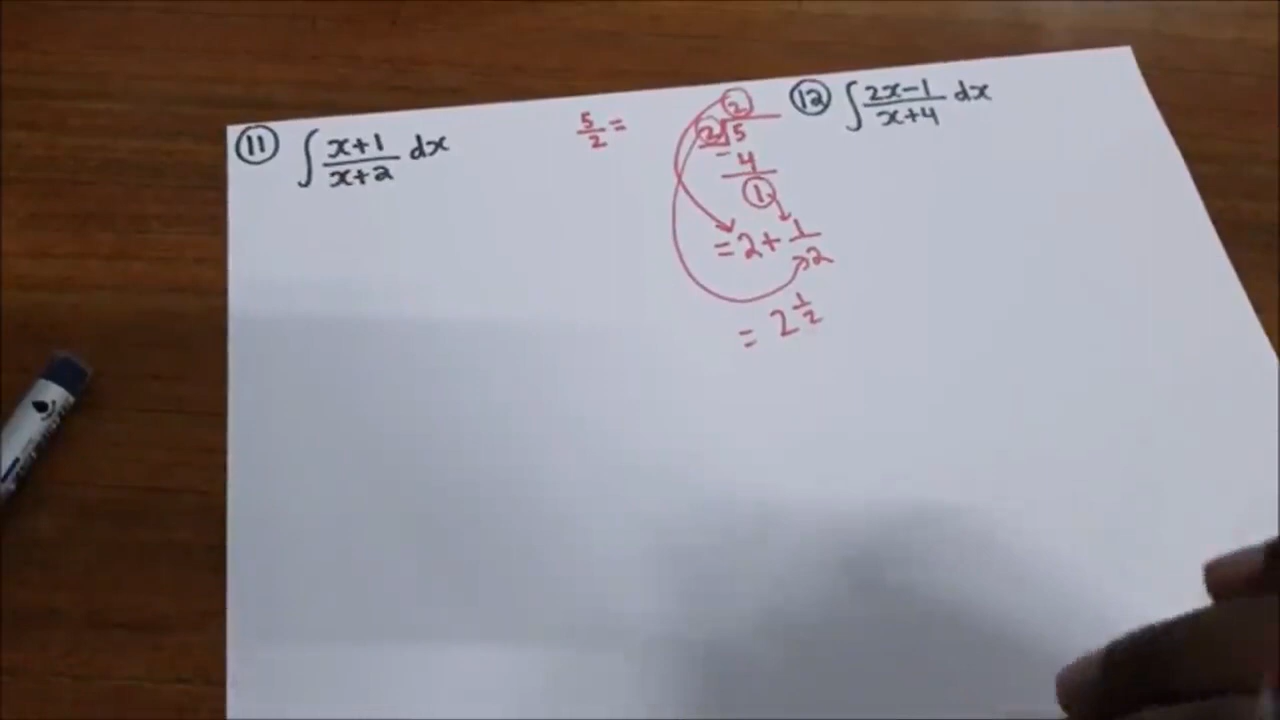 ⑪ ∫ x+1/x+2 dx
5/2 =
2
2 5
- 4
1
= 2 + 1/2
= 2 1/2
⑫ ∫ 2x-1/x+4 dx